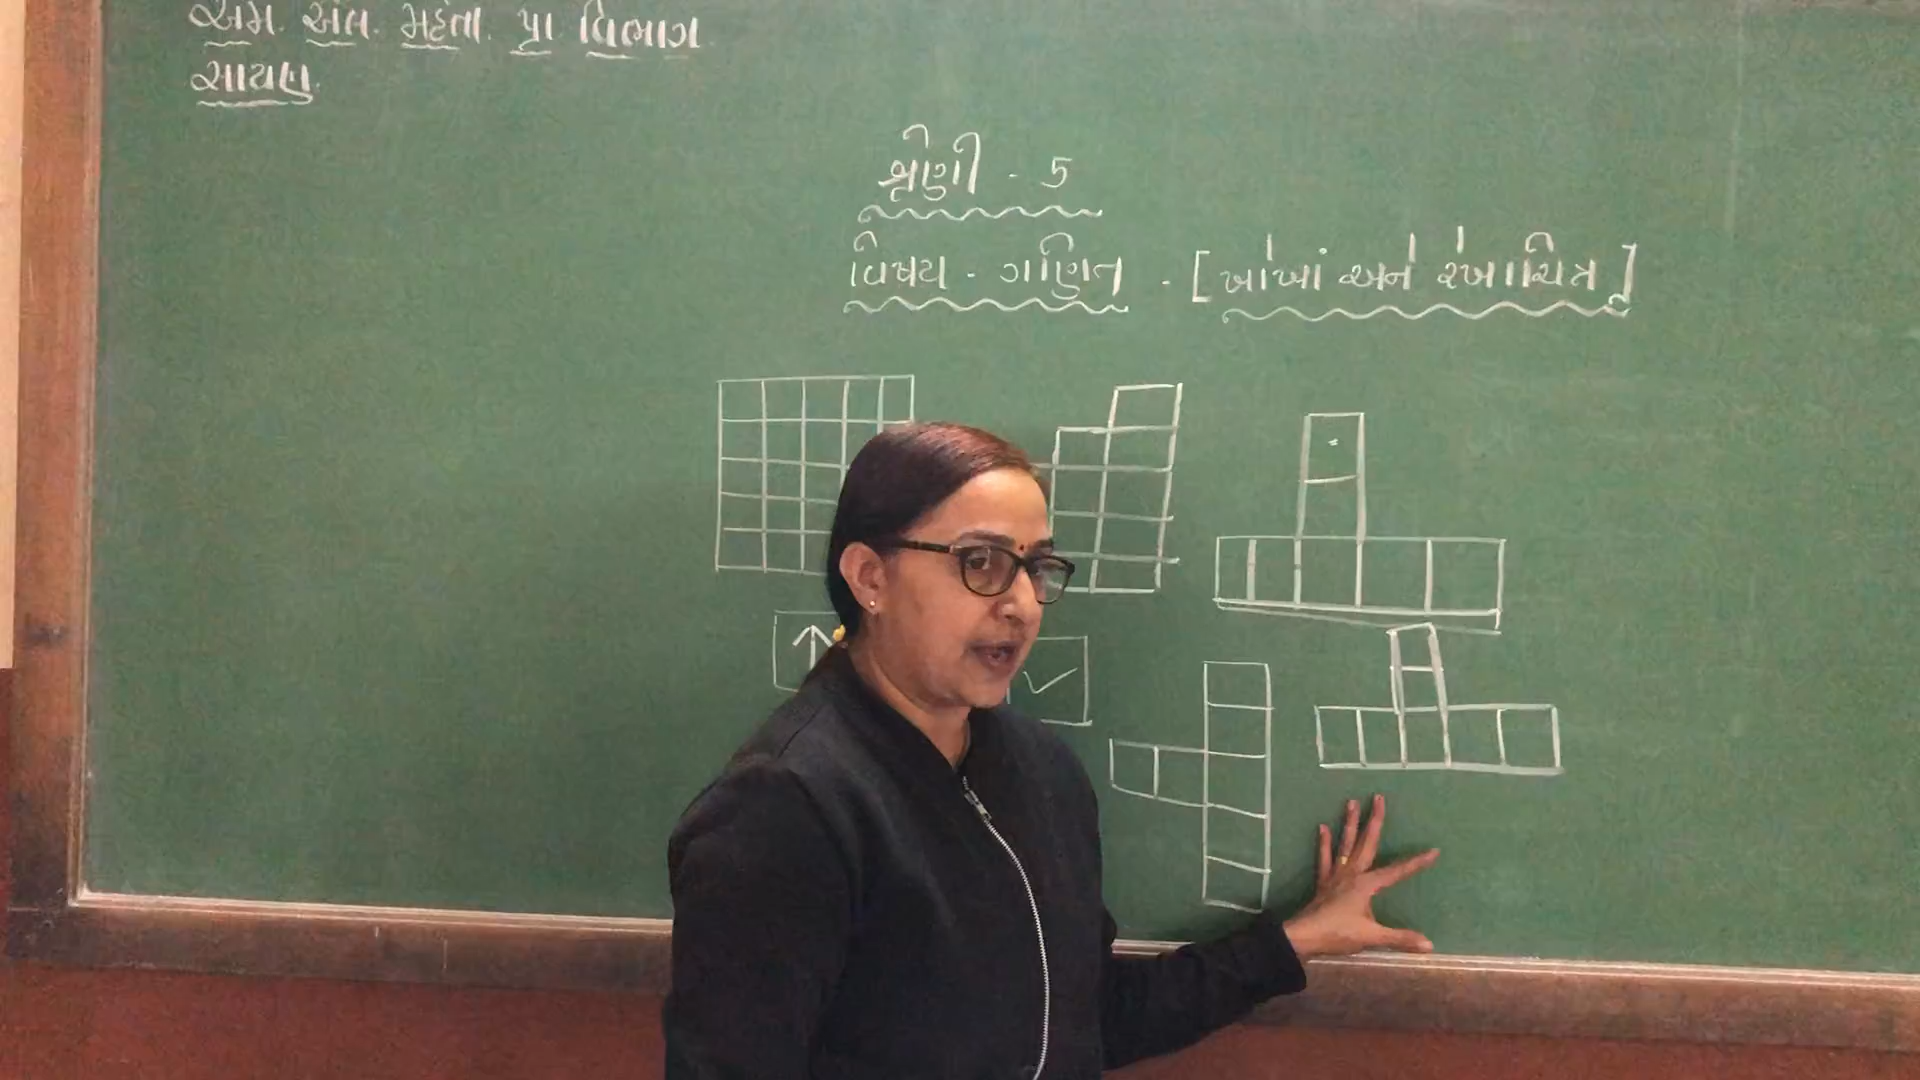 એમ. એલ. મહેતા. પ્રા વિભાગ
સાયણ.
શ્રેણી - 5
વિષય - ગણિત - [ખોખાં અને રેખાચિત્ર]